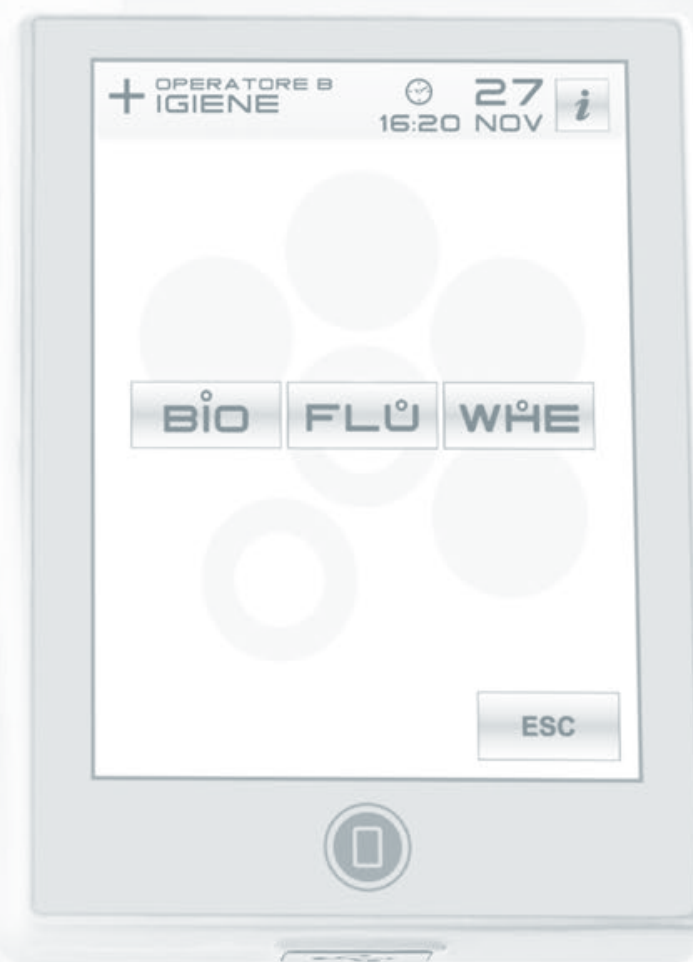 OPERATORE B
IGIENE
16:20
27
NOV
i
BIO
FLU
WHE
ESC